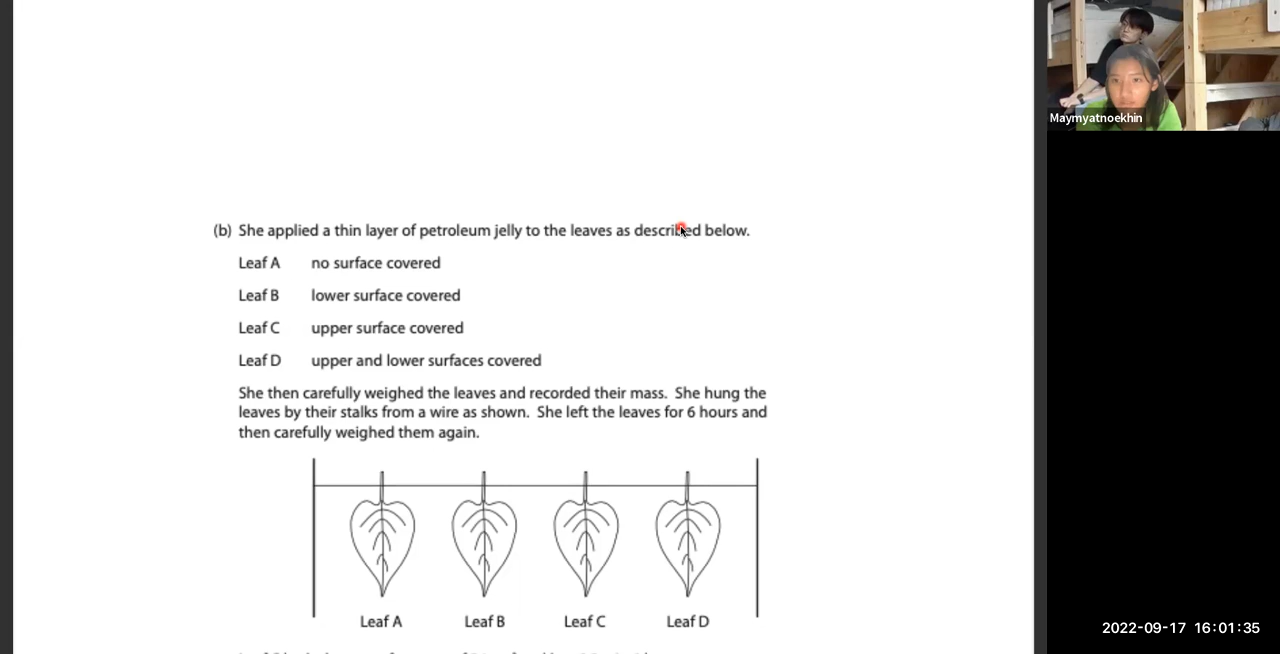 (b) She applied a thin layer of petroleum jelly to the leaves as described below.
Leaf A no surface covered
Leaf B lower surface covered
Leaf C upper surface covered
Leaf D upper and lower surfaces covered
She then carefully weighed the leaves and recorded their mass. She hung the
leaves by their stalks from a wire as shown. She left the leaves for 6 hours and
then carefully weighed them again.
Leaf A Leaf B Leaf C Leaf D
Maymyatnoekhin
2022-09-17 16:01:35